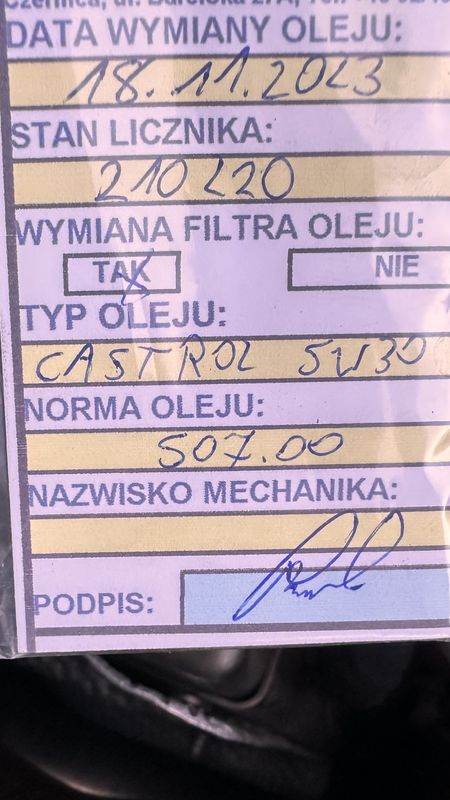 DATA WYMIANY OLEJU:
18.11.2023
STAN LICZNIKA:
210220
WYMIANA FILTRA OLEJU:
TAK NIE
TYP OLEJU:
CASTROL 5W30
NORMA OLEJU:
507.00
NAZWISKO MECHANIKA:
PODPIS: